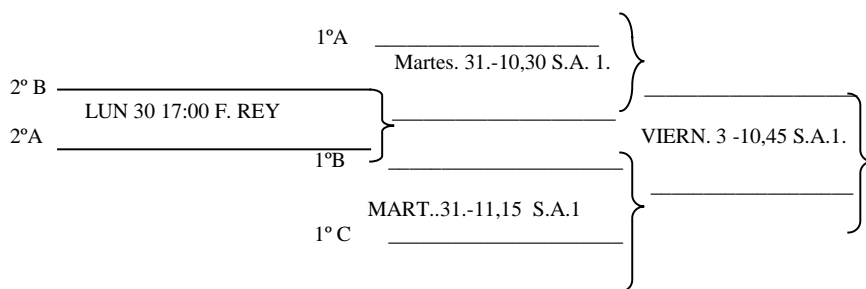 1ºA
Martes. 31.-10,30 S.A. 1.
2º B
LUN 30 17:00 F. REY
2ºA
VIERN. 3 -10,45 S.A.1.
1ºB
MART..31.-11,15 S.A.1
1º C